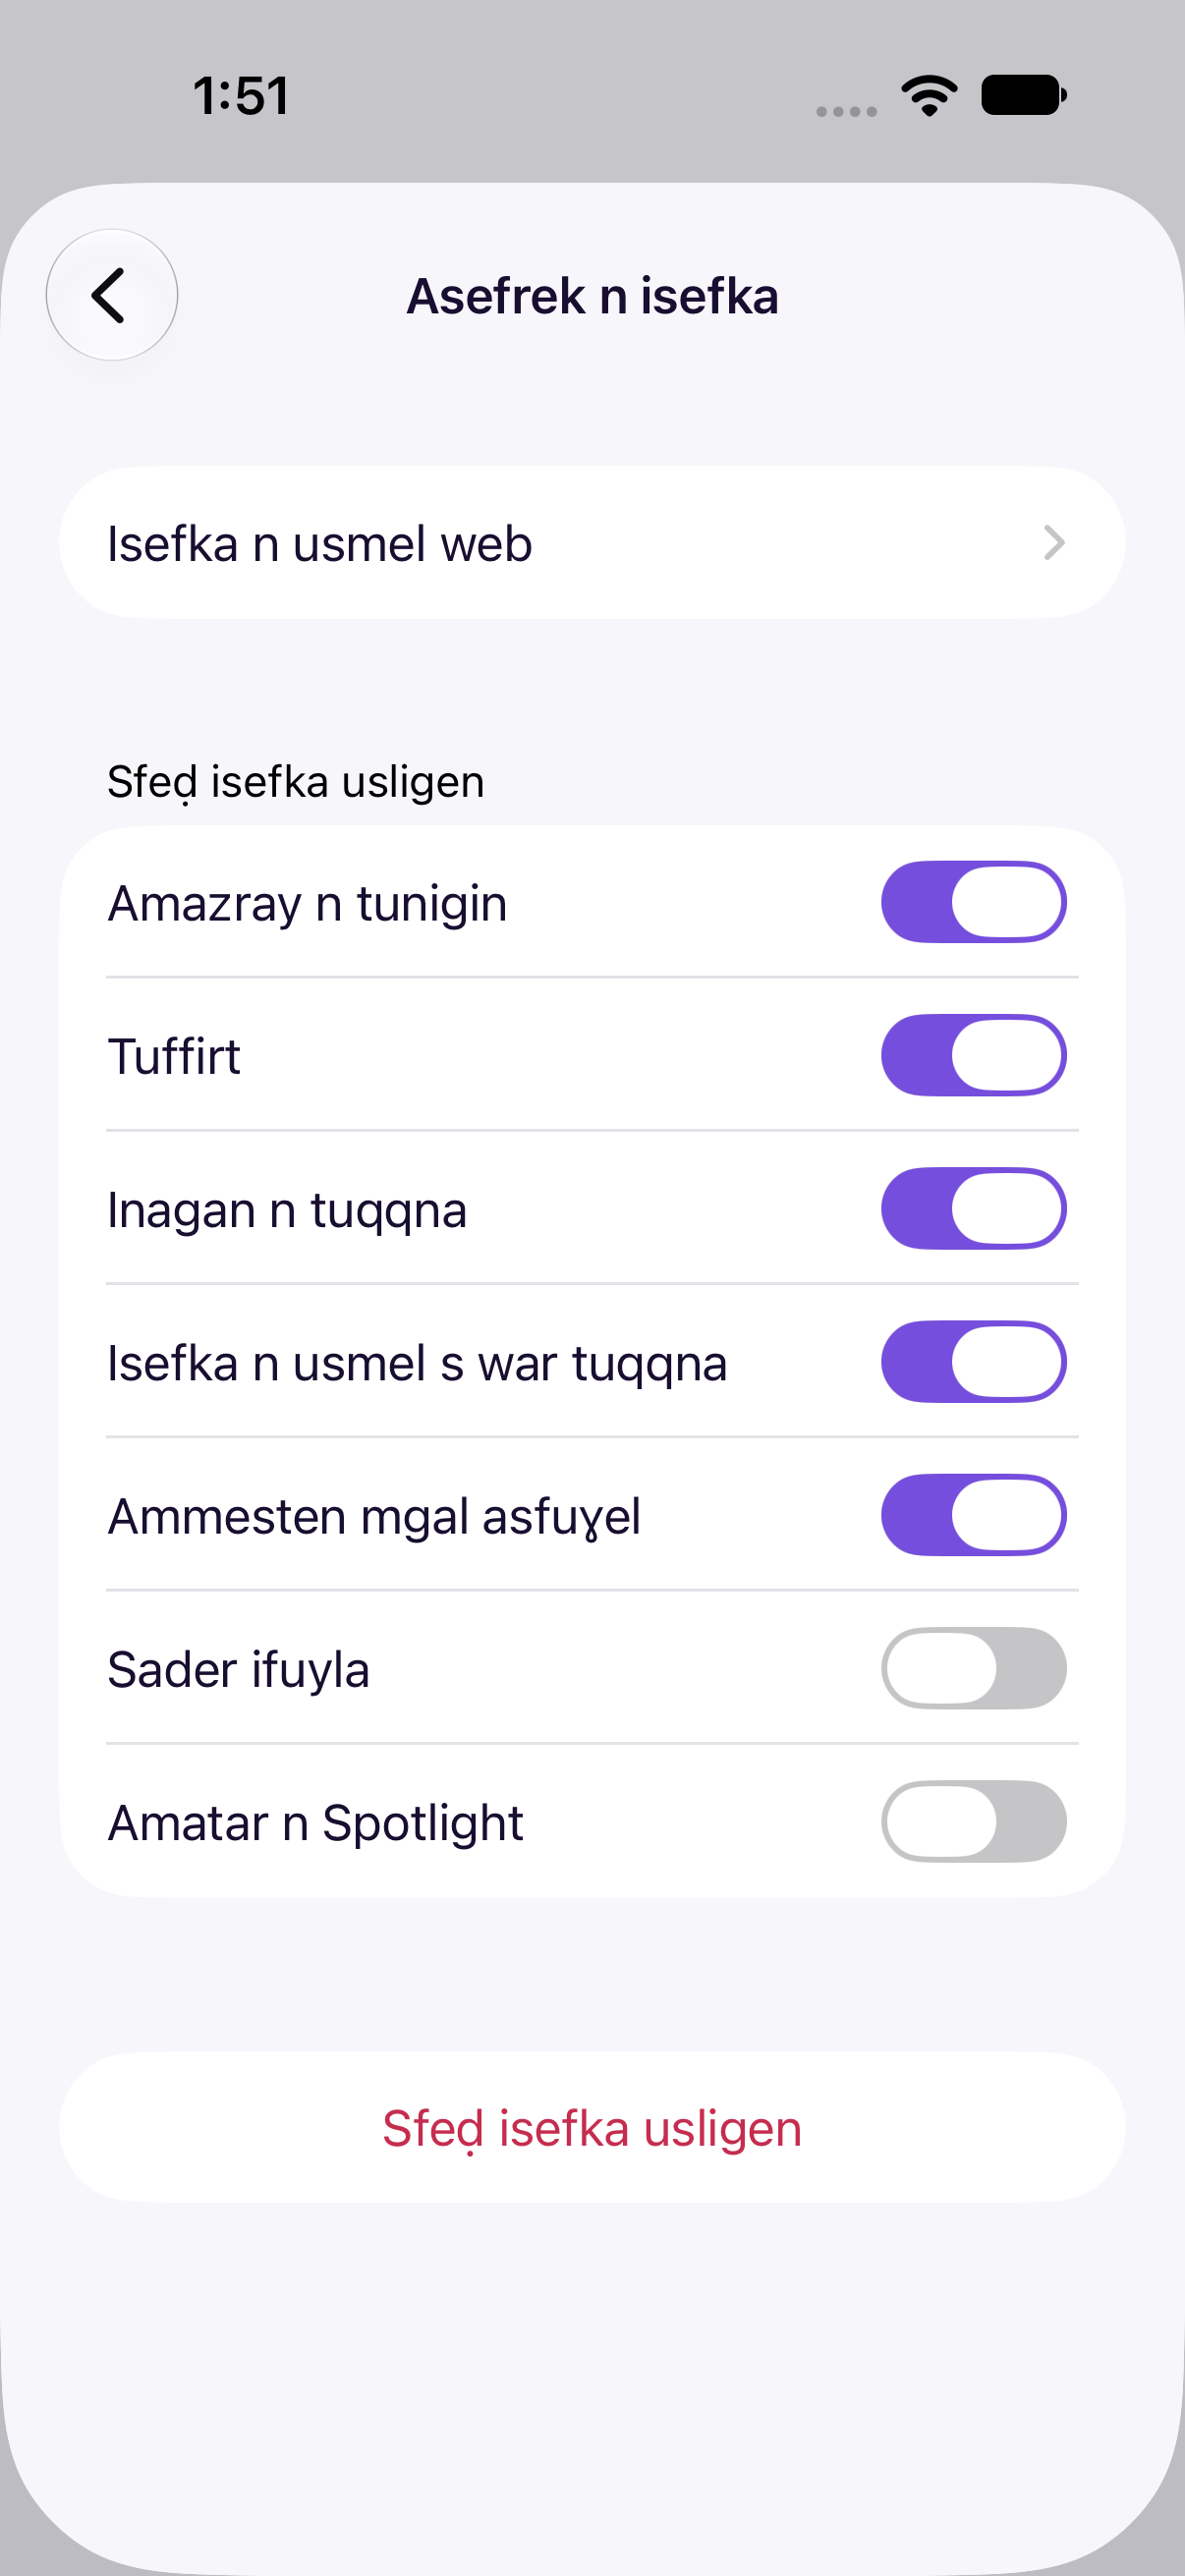 1:51
Asefrek n isefka
Isefka n usmel web
Sfeḍ isefka usligen
Amazray n tunigin
Tuffirt
Inagan n tuqqna
Isefka n usmel s war tuqqna
Ammesten mgal asfuɣel
Sader ifuyla
Amatar n Spotlight
Sfeḍ isefka usligen